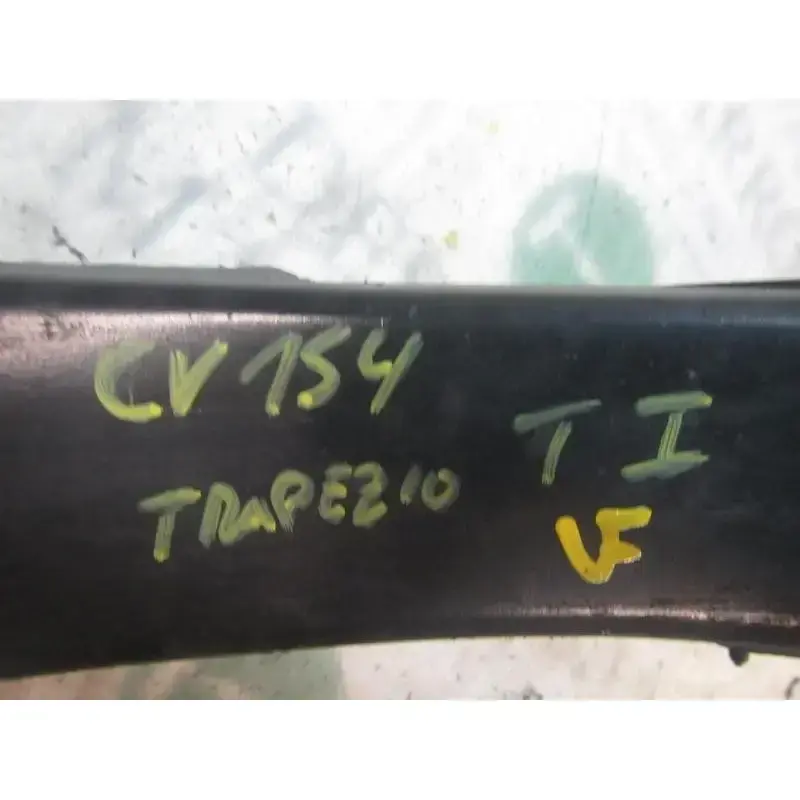 CV154
TRAPEZIO
T I
VF